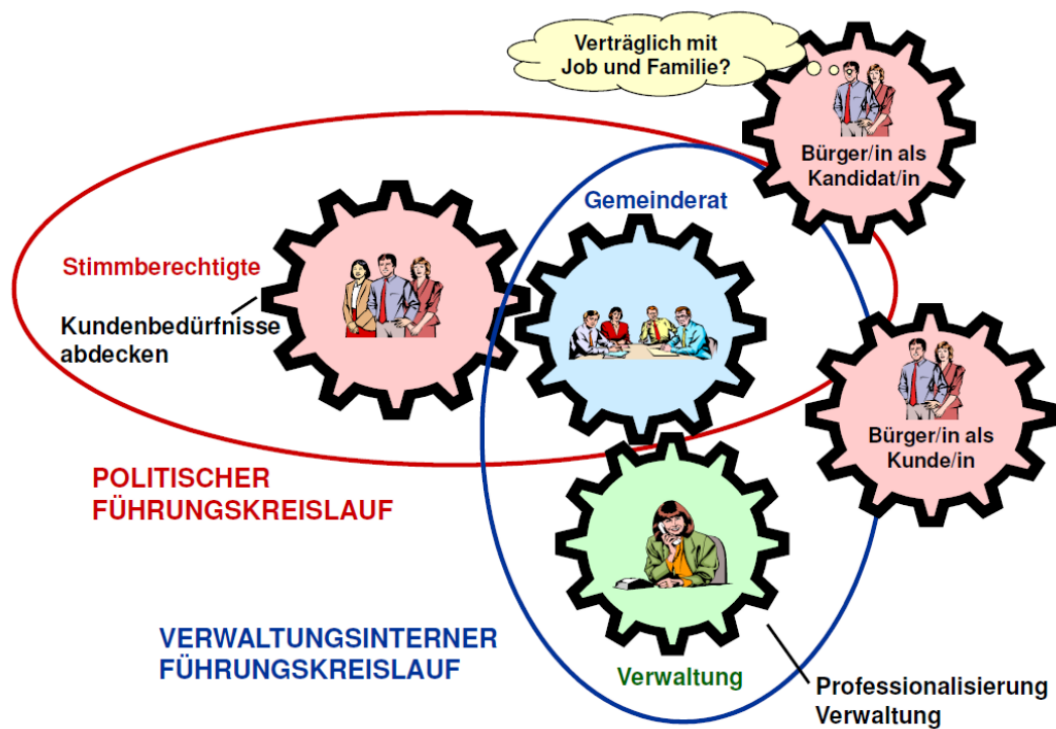 Verträglich mit
Job und Familie?
Bürger/in als
Kandidat/in
Gemeinderat
Stimmberechtigte
Kundenbedürfnisse
abdecken
Bürger/in als
Kunde/in
POLITISCHER
FÜHRUNGSKREISLAUF
VERWALTUNGSINTERNER
FÜHRUNGSKREISLAUF
Verwaltung
Professionalisierung
Verwaltung